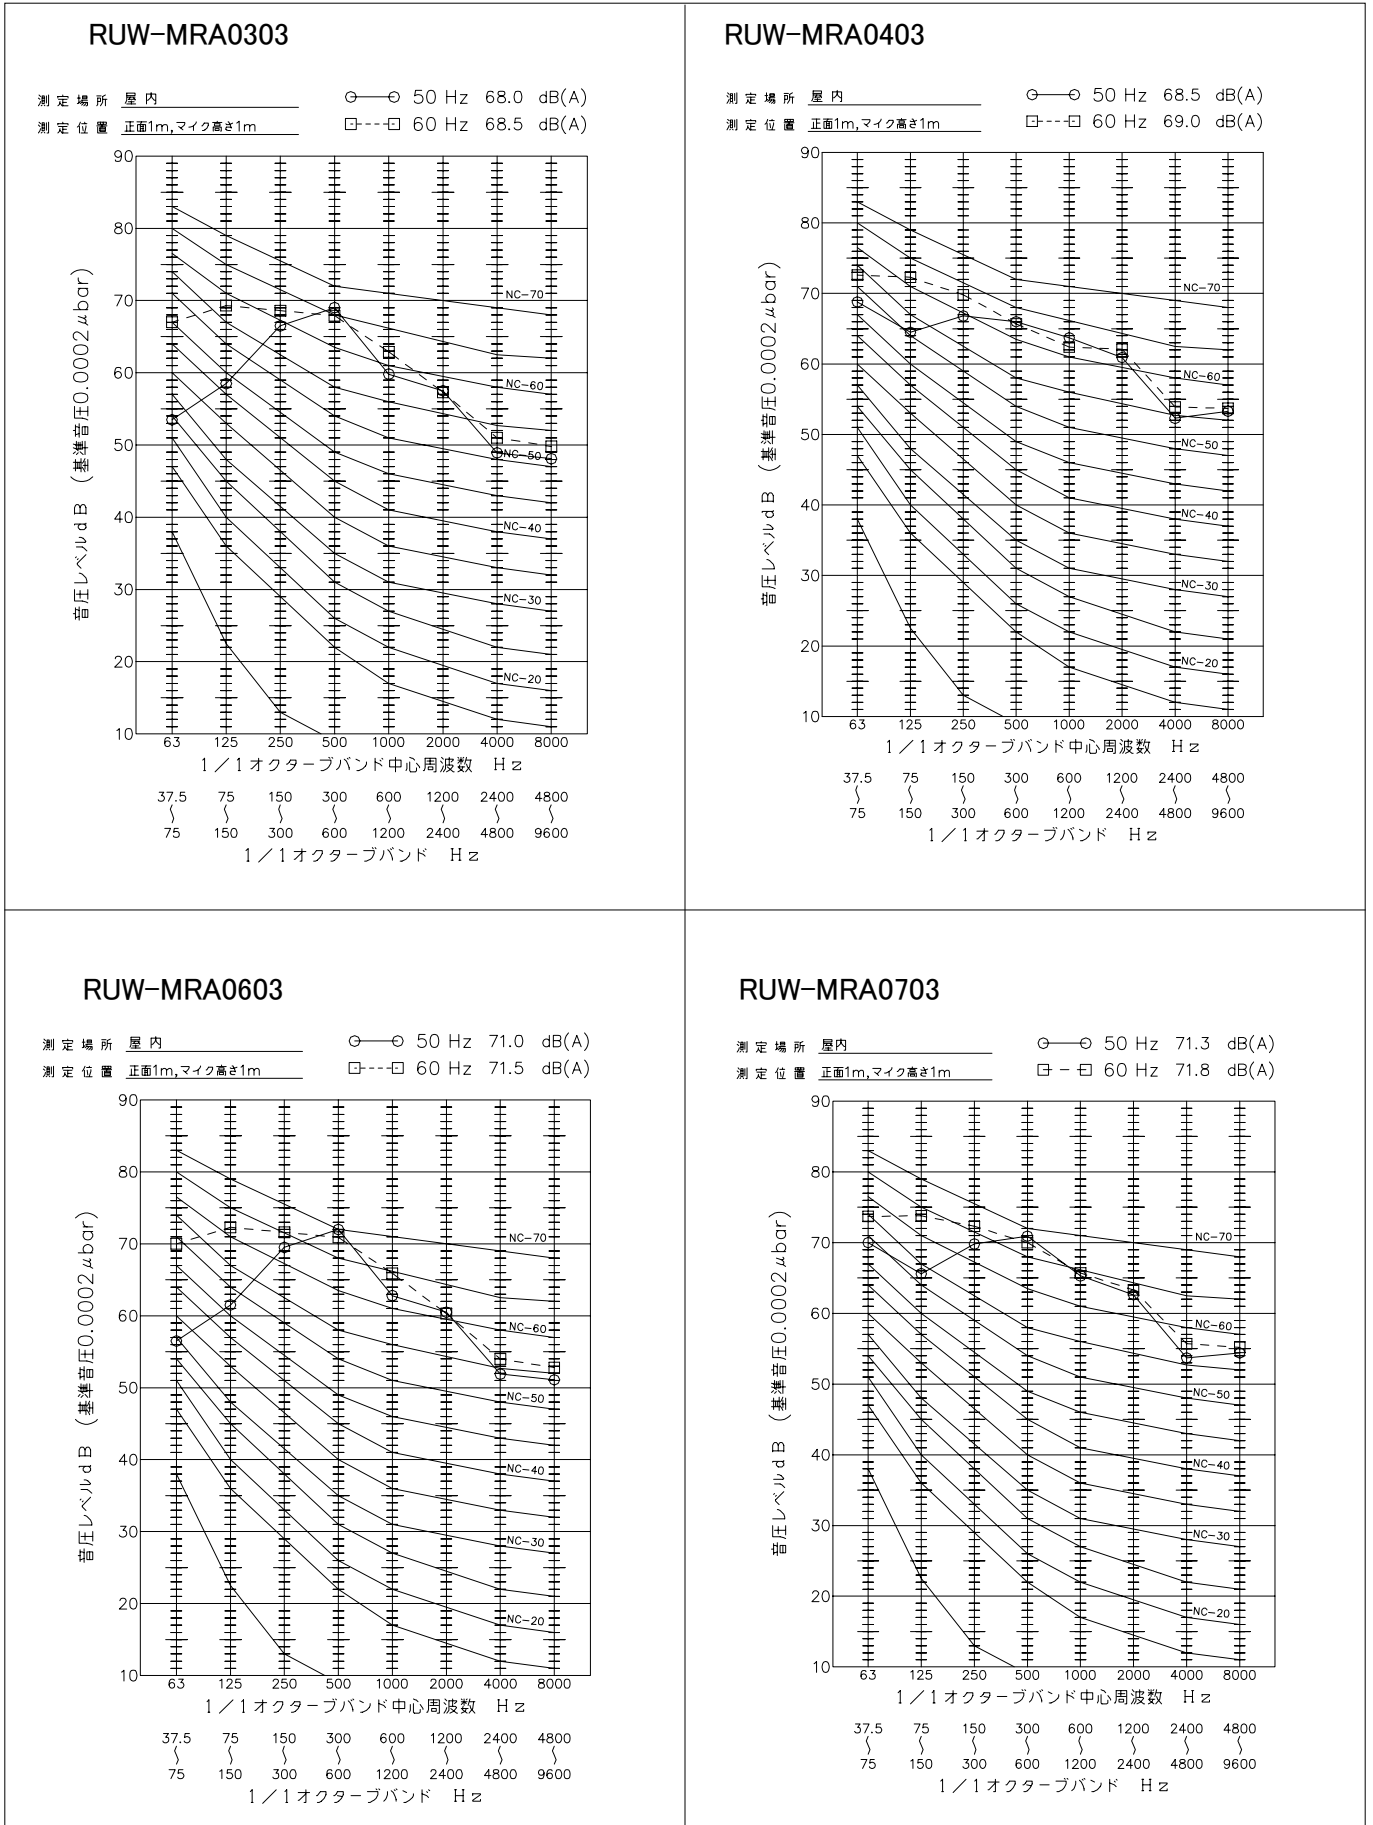 RUW-MRA0303
測定場所 屋内
測定位置 正面1m,マイク高さ1m
50 Hz 68.0 dB(A)
60 Hz 68.5 dB(A)
音圧レベルdB (基準音圧0.0002μbar)
90
80
70
60
50
40
30
20
10
NC-70
NC-60
NC-50
NC-40
NC-30
NC-20
63 125 250 500 1000 2000 4000 8000
1/1オクターブバンド中心周波数 Hz
37.5 75 150 300 600 1200 2400 4800
〜 〜 〜 〜 〜 〜 〜 〜
75 150 300 600 1200 2400 4800 9600
1/1オクターブバンド Hz
RUW-MRA0403
測定場所 屋内
測定位置 正面1m,マイク高さ1m
50 Hz 68.5 dB(A)
60 Hz 69.0 dB(A)
音圧レベルdB (基準音圧0.0002μbar)
90
80
70
60
50
40
30
20
10
NC-70
NC-60
NC-50
NC-40
NC-30
NC-20
63 125 250 500 1000 2000 4000 8000
1/1オクターブバンド中心周波数 Hz
37.5 75 150 300 600 1200 2400 4800
〜 〜 〜 〜 〜 〜 〜 〜
75 150 300 600 1200 2400 4800 9600
1/1オクターブバンド Hz
RUW-MRA0603
測定場所 屋内
測定位置 正面1m,マイク高さ1m
50 Hz 71.0 dB(A)
60 Hz 71.5 dB(A)
音圧レベルdB (基準音圧0.0002μbar)
90
80
70
60
50
40
30
20
10
NC-70
NC-60
NC-50
NC-40
NC-30
NC-20
63 125 250 500 1000 2000 4000 8000
1/1オクターブバンド中心周波数 Hz
37.5 75 150 300 600 1200 2400 4800
〜 〜 〜 〜 〜 〜 〜 〜
75 150 300 600 1200 2400 4800 9600
1/1オクターブバンド Hz
RUW-MRA0703
測定場所 屋内
測定位置 正面1m,マイク高さ1m
50 Hz 71.3 dB(A)
60 Hz 71.8 dB(A)
音圧レベルdB (基準音圧0.0002μbar)
90
80
70
60
50
40
30
20
10
NC-70
NC-60
NC-50
NC-40
NC-30
NC-20
63 125 250 500 1000 2000 4000 8000
1/1オクターブバンド中心周波数 Hz
37.5 75 150 300 600 1200 2400 4800
〜 〜 〜 〜 〜 〜 〜 〜
75 150 300 600 1200 2400 4800 9600
1/1オクターブバンド Hz